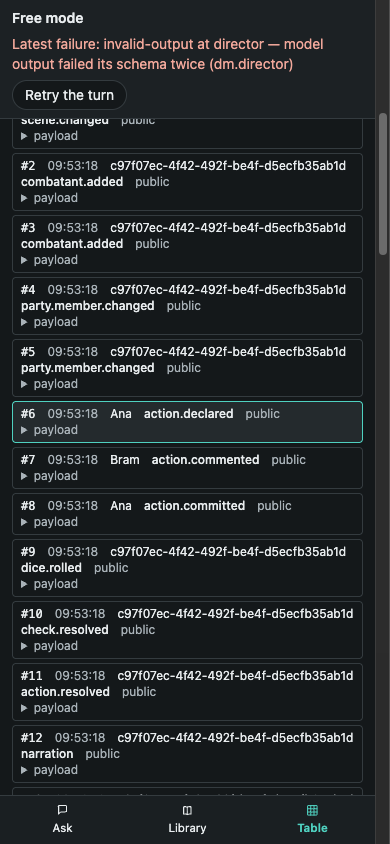 Free mode
Latest failure: invalid-output at director — model
output failed its schema twice (dm.director)
Retry the turn
scene.changed public
▶ payload
#2 09:53:18 c97f07ec-4f42-492f-be4f-d5ecfb35ab1d
combatant.added public
▶ payload
#3 09:53:18 c97f07ec-4f42-492f-be4f-d5ecfb35ab1d
combatant.added public
▶ payload
#4 09:53:18 c97f07ec-4f42-492f-be4f-d5ecfb35ab1d
party.member.changed public
▶ payload
#5 09:53:18 c97f07ec-4f42-492f-be4f-d5ecfb35ab1d
party.member.changed public
▶ payload
#6 09:53:18 Ana action.declared public
▶ payload
#7 09:53:18 Bram action.commented public
▶ payload
#8 09:53:18 Ana action.committed public
▶ payload
#9 09:53:18 c97f07ec-4f42-492f-be4f-d5ecfb35ab1d
dice.rolled public
▶ payload
#10 09:53:18 c97f07ec-4f42-492f-be4f-d5ecfb35ab1d
check.resolved public
▶ payload
#11 09:53:18 c97f07ec-4f42-492f-be4f-d5ecfb35ab1d
action.resolved public
▶ payload
#12 09:53:18 c97f07ec-4f42-492f-be4f-d5ecfb35ab1d
narration public
▶ payload
Ask Library Table